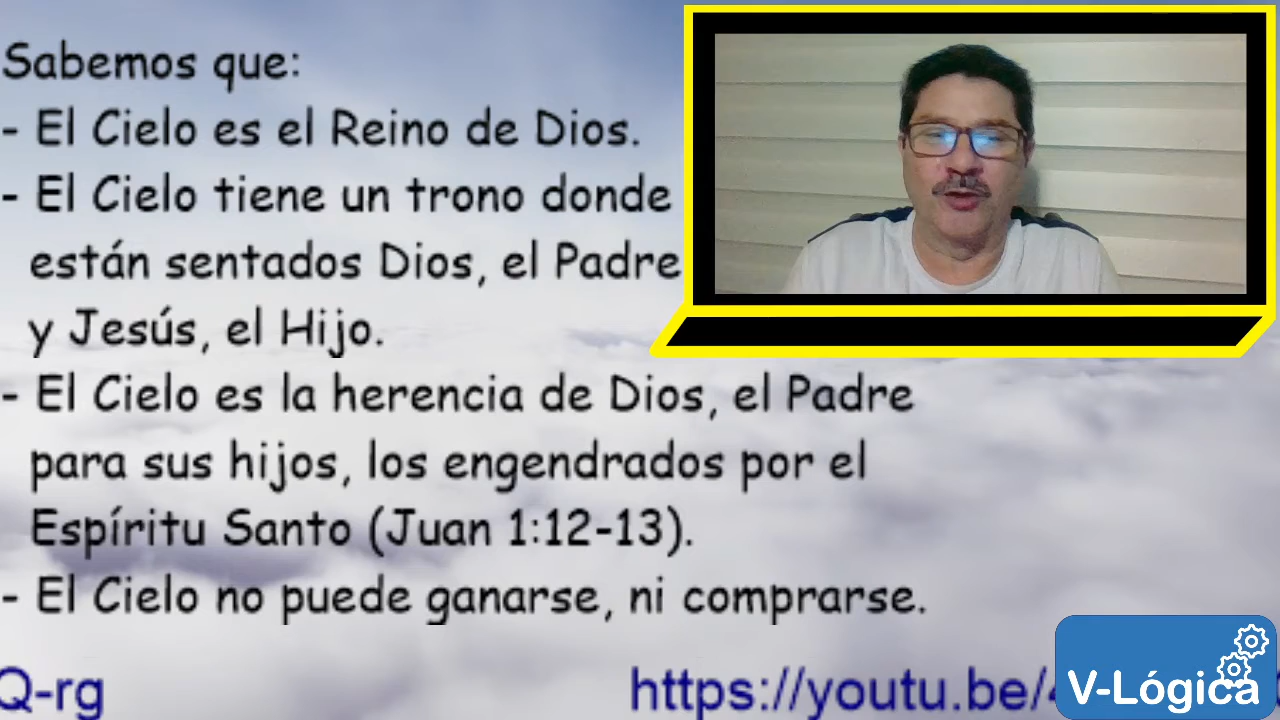 Sabemos que:
- El Cielo es el Reino de Dios.
- El Cielo tiene un trono donde
están sentados Dios, el Padre
y Jesús, el Hijo.
- El Cielo es la herencia de Dios, el Padre
para sus hijos, los engendrados por el
Espíritu Santo (Juan 1:12-13).
- El Cielo no puede ganarse, ni comprarse.
Q-rg
https://youtu.be/
V-Lógica